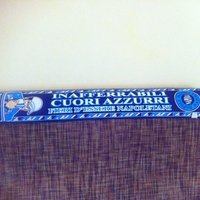 INAFFERRABILI
CUORI AZZURRI
FIERI D'ESSERE NAPOLETANI